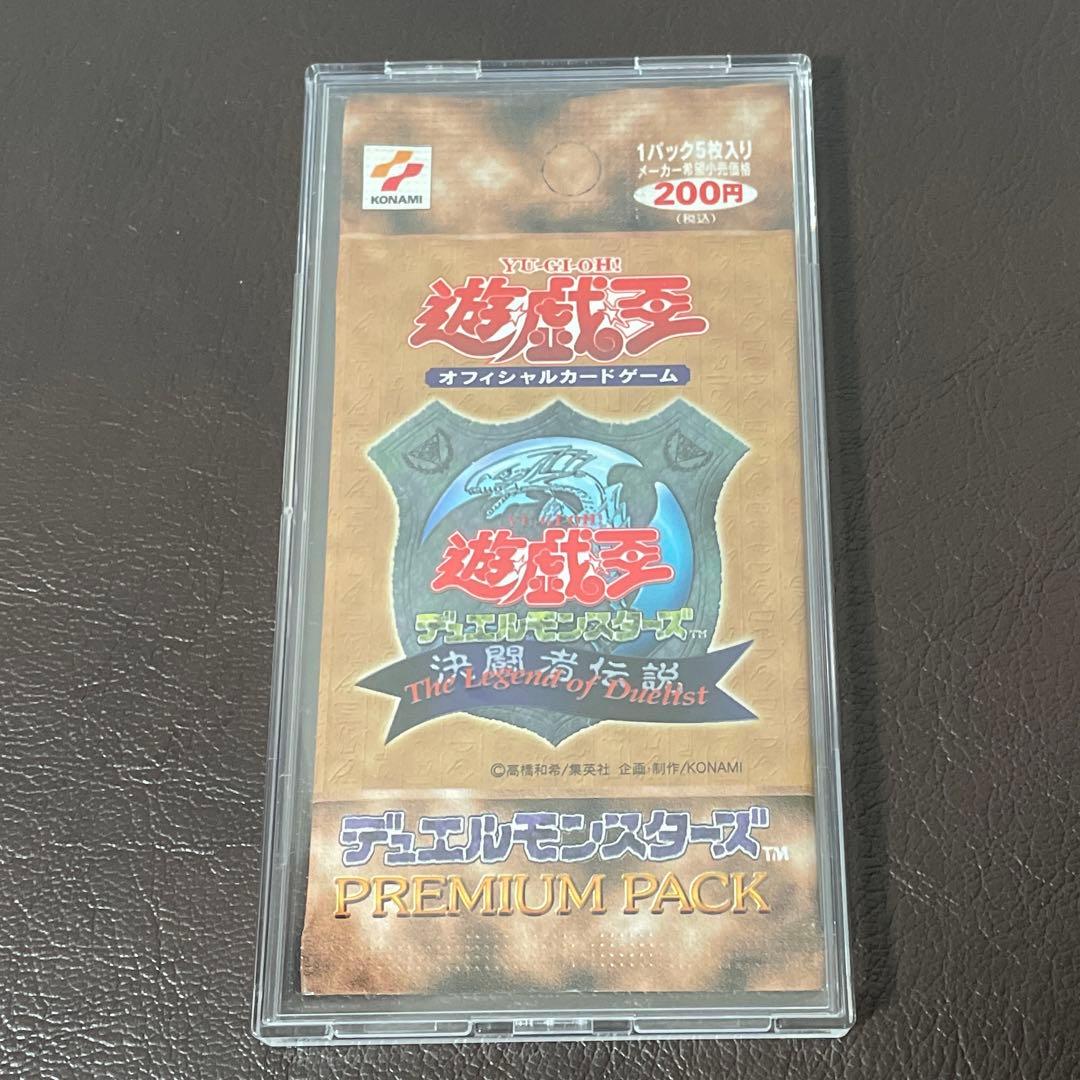 KONAMI
1パック5枚入り
メーカー希望小売価格
200円
(税込)
YU-GI-OH!
遊戯王
オフィシャルカードゲーム
YU-GI-OH!
遊戯王
デュエルモンスターズ™
決闘者伝説
The Legend of Duelist
©高橋和希/集英社 企画・制作/KONAMI
デュエルモンスターズ™
PREMIUM PACK